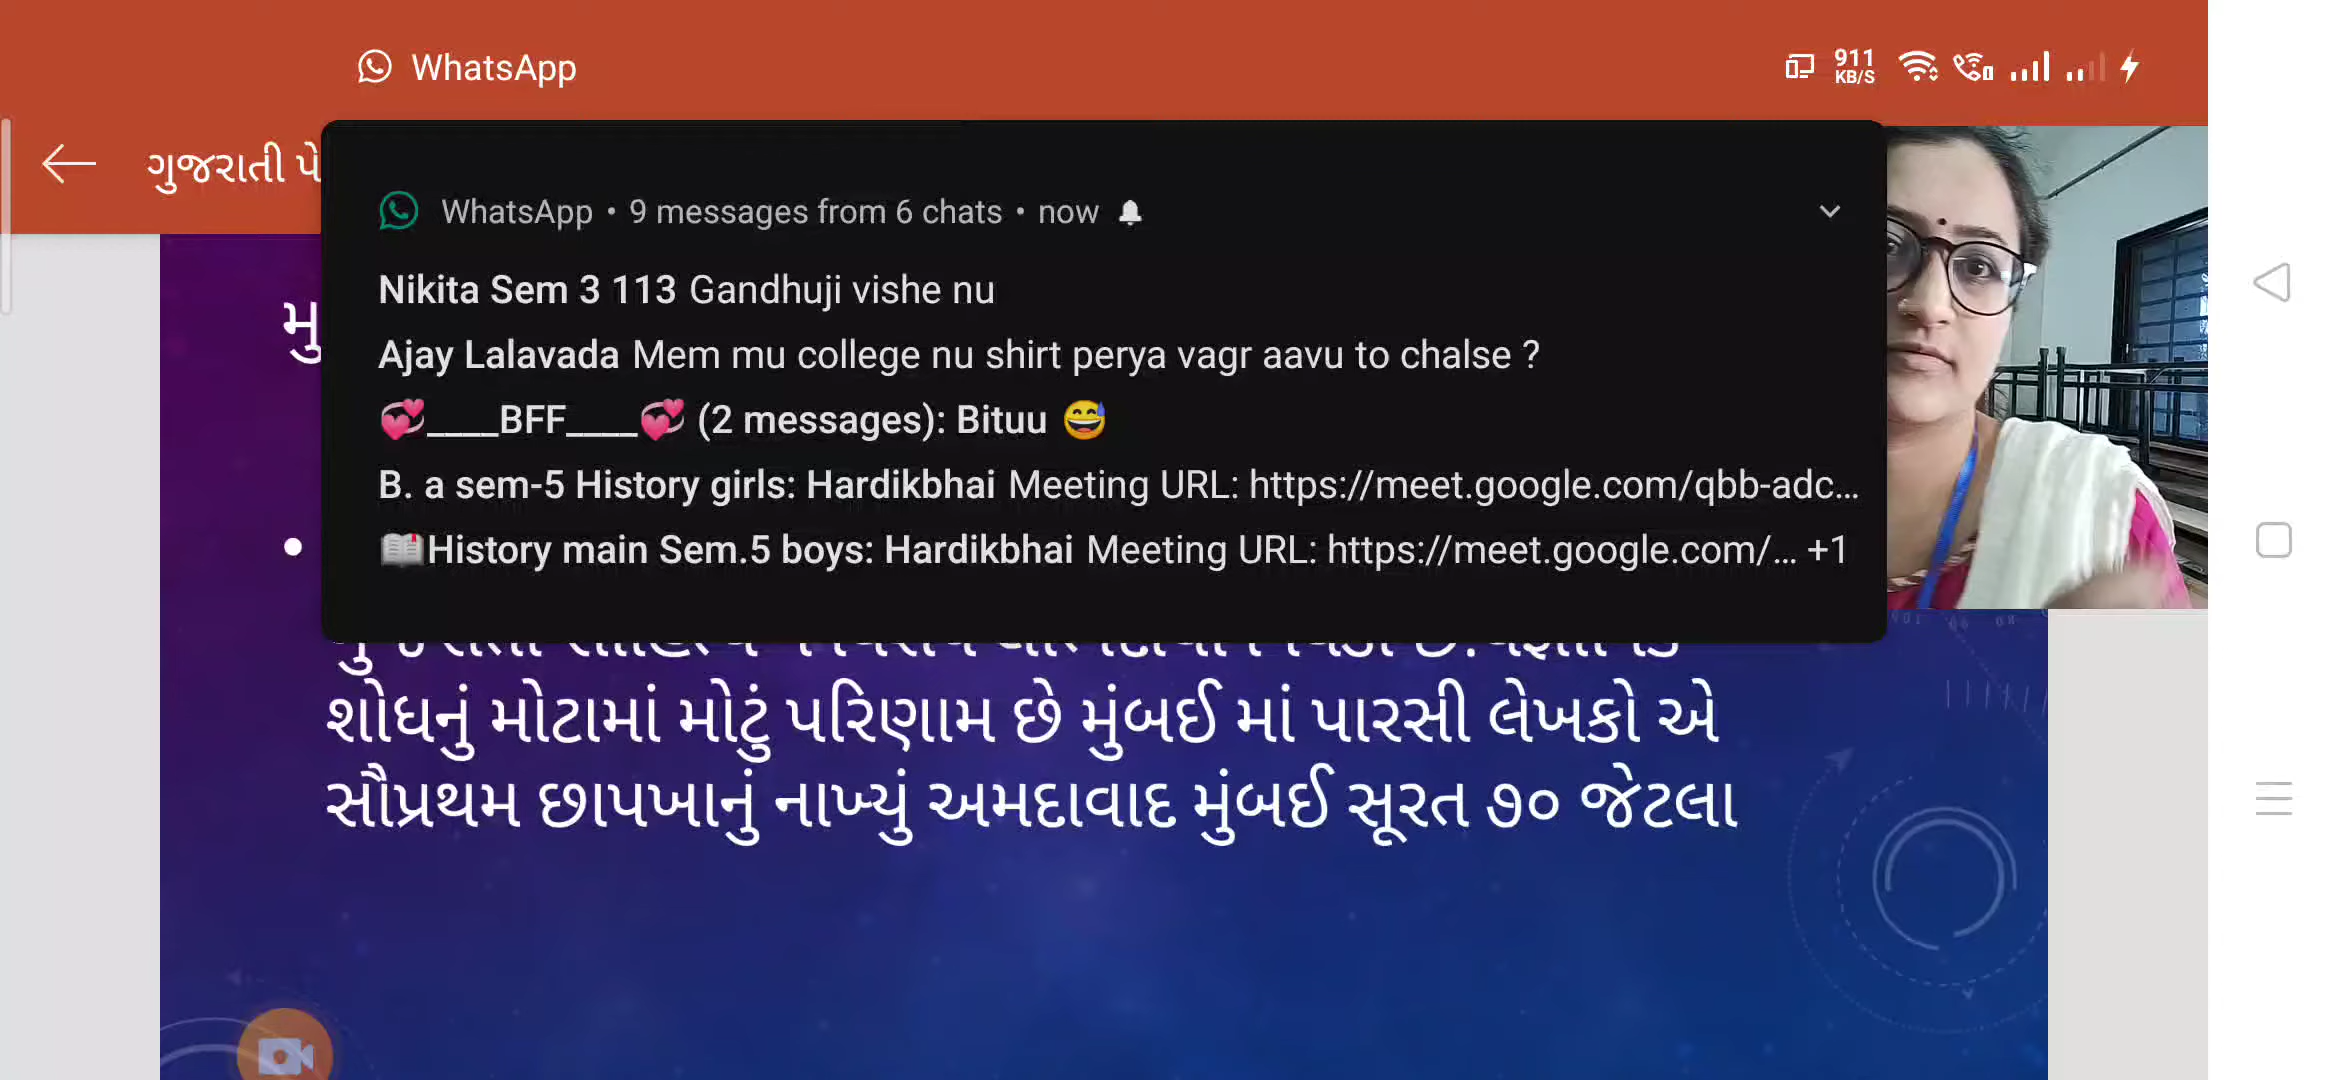 WhatsApp
911
KB/S
ગુજરાતી પે
WhatsApp • 9 messages from 6 chats • now
Nikita Sem 3 113 Gandhuji vishe nu
Ajay Lalavada Mem mu college nu shirt perya vagr aavu to chalse ?
💞____BFF____💞 (2 messages): Bituu 😅
B. a sem-5 History girls: Hardikbhai Meeting URL: https://meet.google.com/qbb-adc...
📖History main Sem.5 boys: Hardikbhai Meeting URL: https://meet.google.com/... +1
મુ
•
શોધનું મોટામાં મોટું પરિણામ છે મુંબઈ માં પારસી લેખકો એ
સૌપ્રથમ છાપખાનું નાખ્યું અમદાવાદ મુંબઈ સૂરત ૭૦ જેટલા